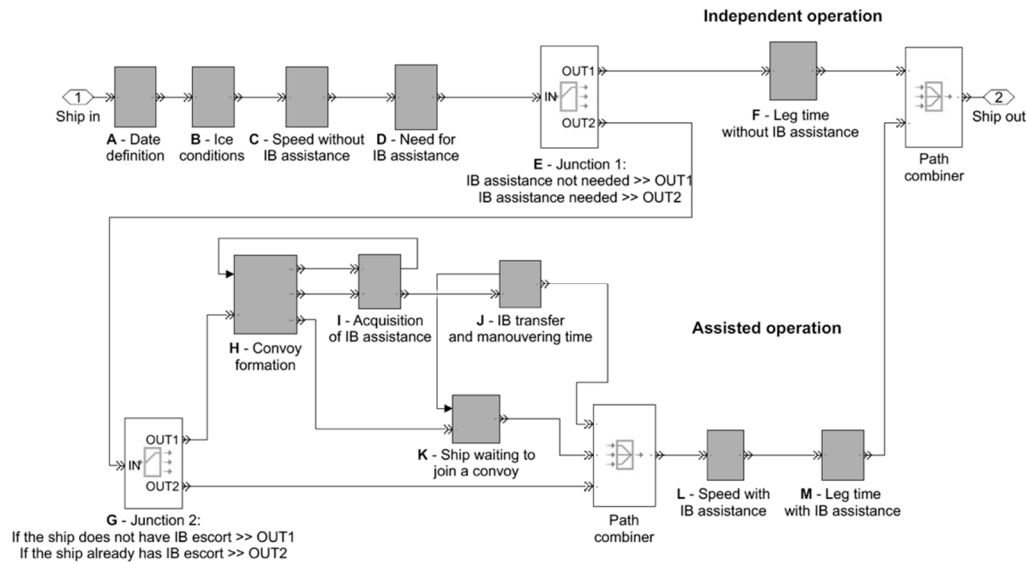 Independent operation
1
Ship in
A - Date
definition
B - Ice
conditions
C - Speed without
IB assistance
D - Need for
IB assistance
IN
OUT1
OUT2
E - Junction 1:
IB assistance not needed >> OUT1
IB assistance needed >> OUT2
F - Leg time
without IB assistance
Path
combiner
2
Ship out
H - Convoy
formation
I - Acquisition
of IB assistance
J - IB transfer
and manouvering time
Assisted operation
K - Ship waiting to
join a convoy
IN
OUT1
OUT2
G - Junction 2:
If the ship does not have IB escort >> OUT1
If the ship already has IB escort >> OUT2
Path
combiner
L - Speed with
IB assistance
M - Leg time
with IB assistance